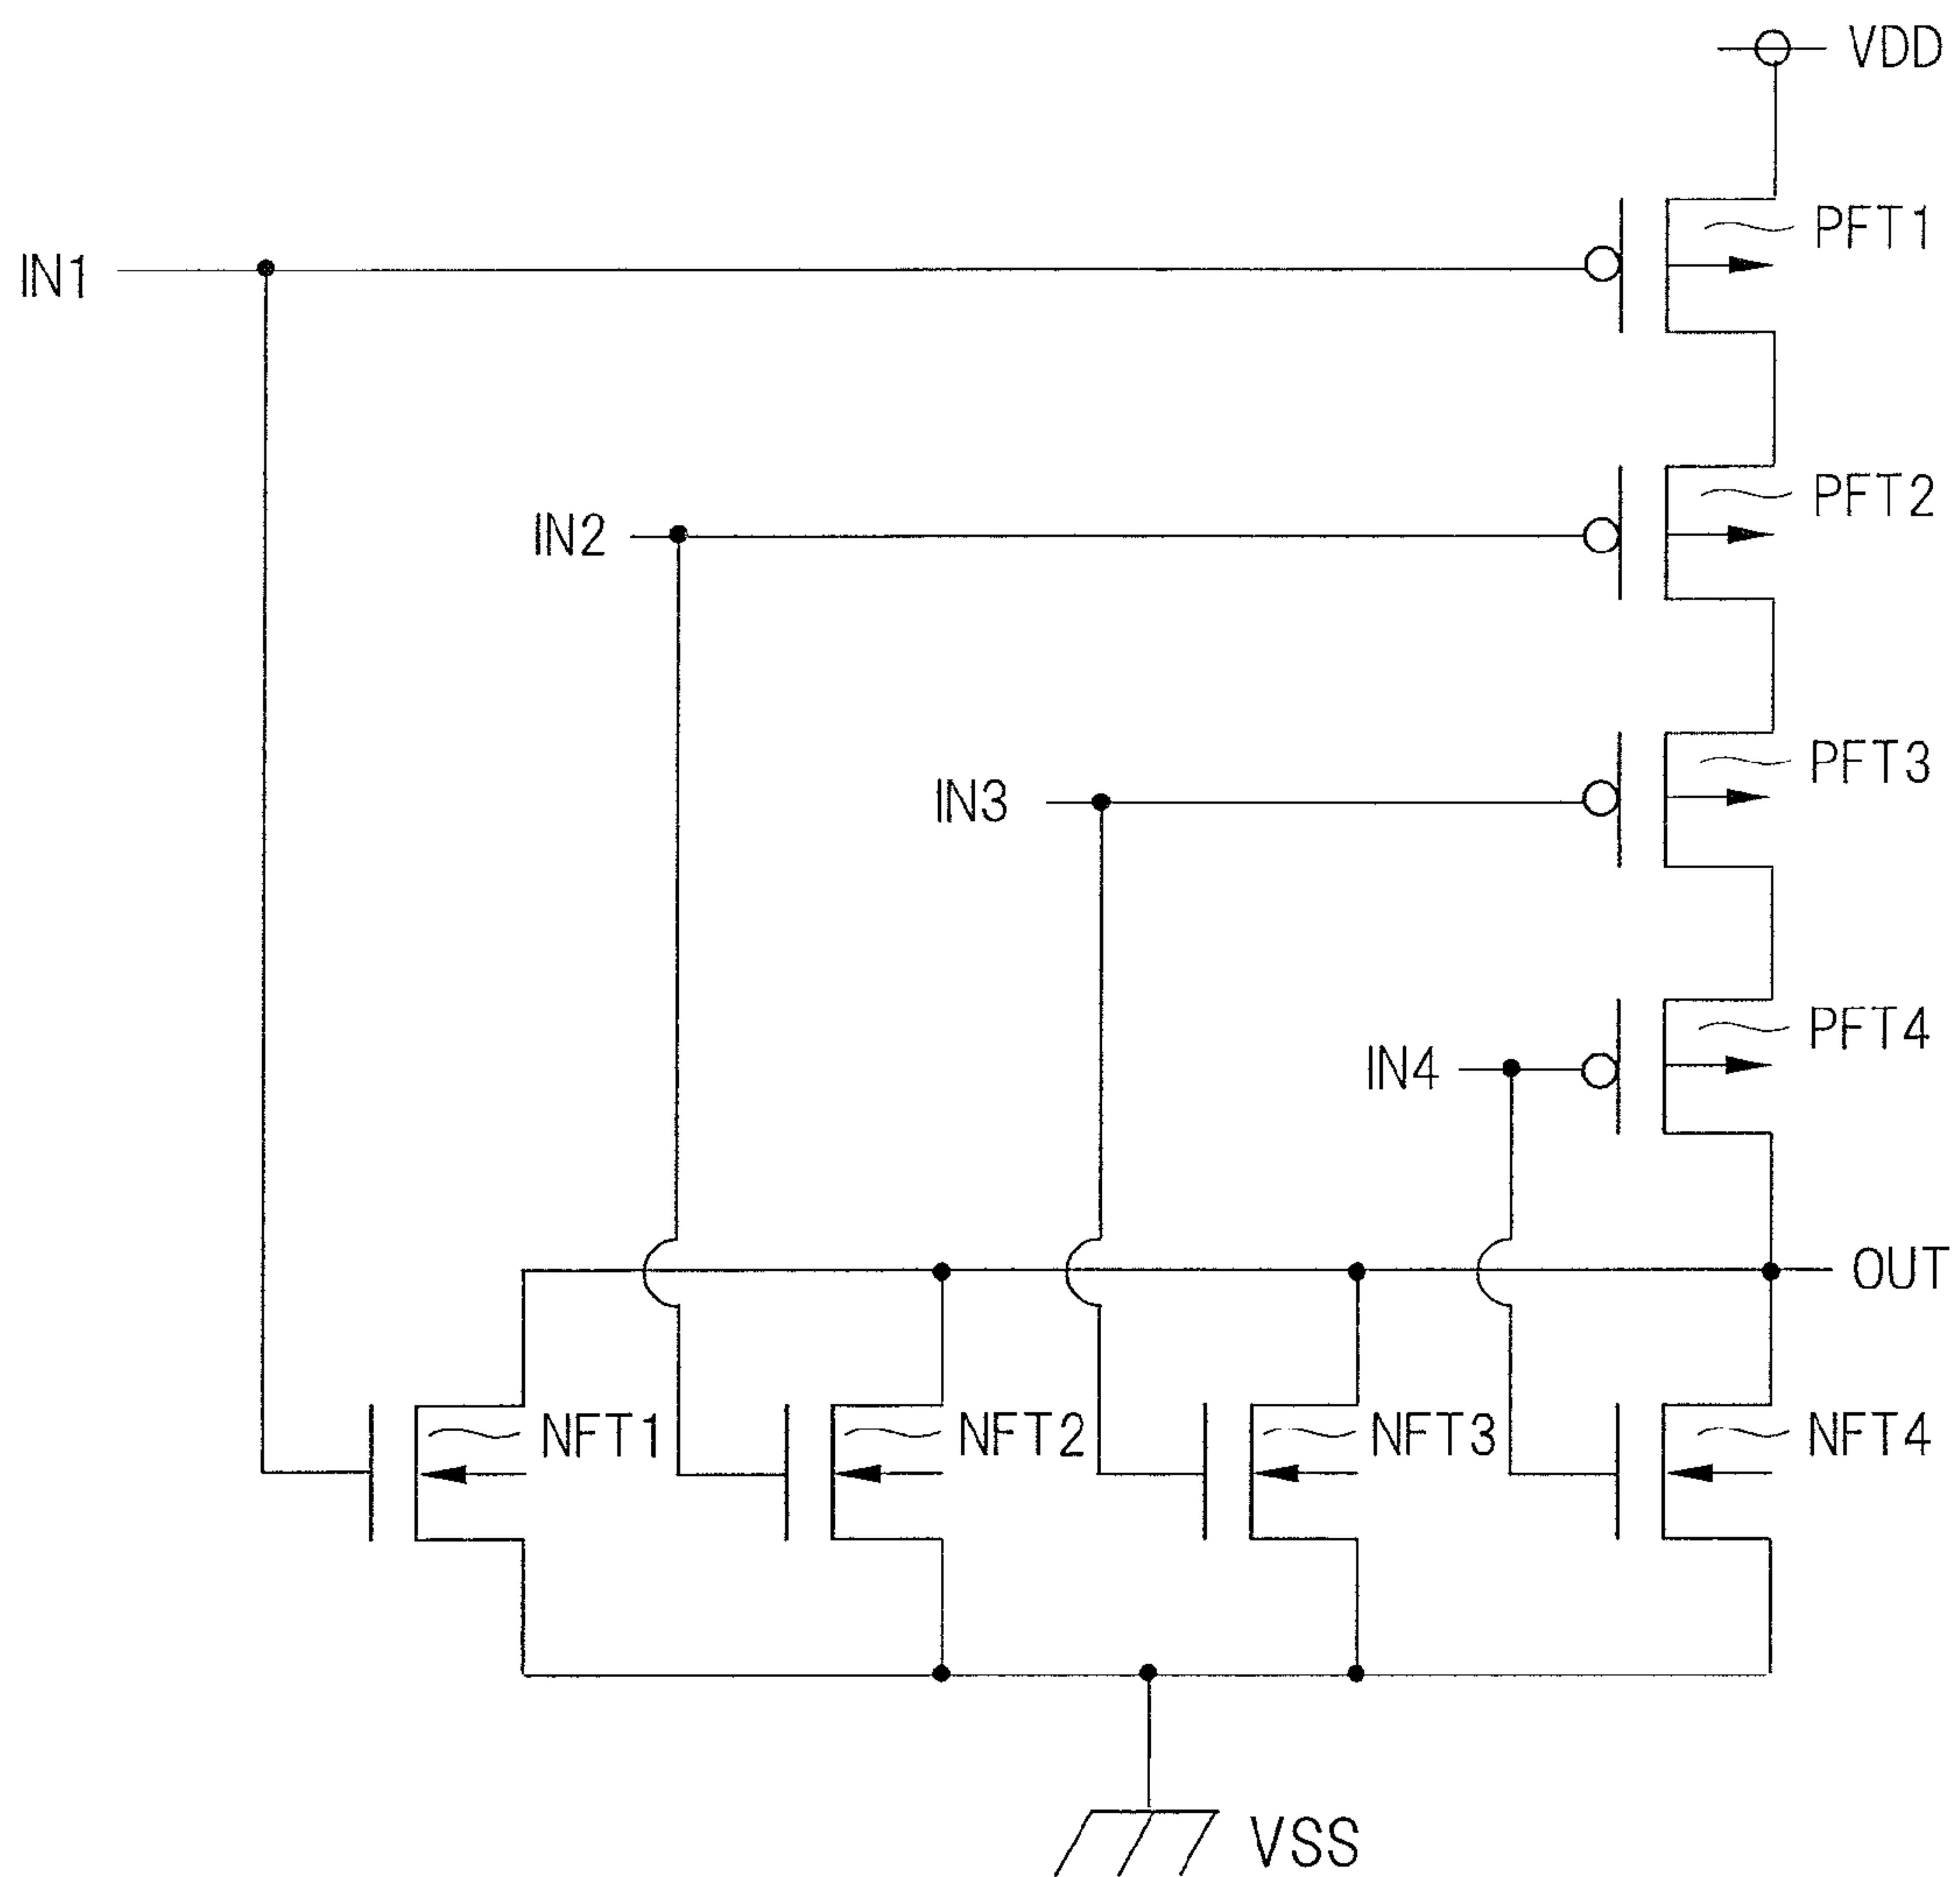 VDD
PFT1
IN1
PFT2
IN2
PFT3
IN3
PFT4
IN4
OUT
NFT1
NFT2
NFT3
NFT4
VSS